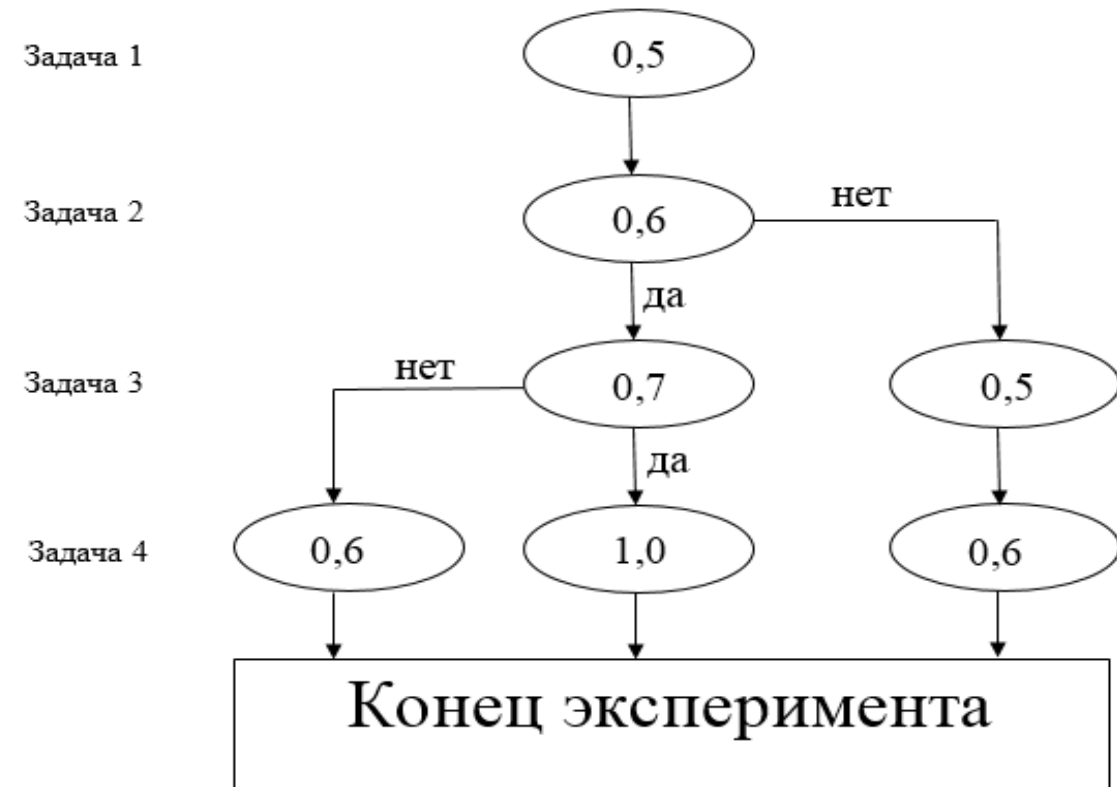 Задача 1
0,5
Задача 2
0,6
нет
да
Задача 3
нет
0,7
0,5
да
Задача 4
0,6
1,0
0,6
Конец эксперимента